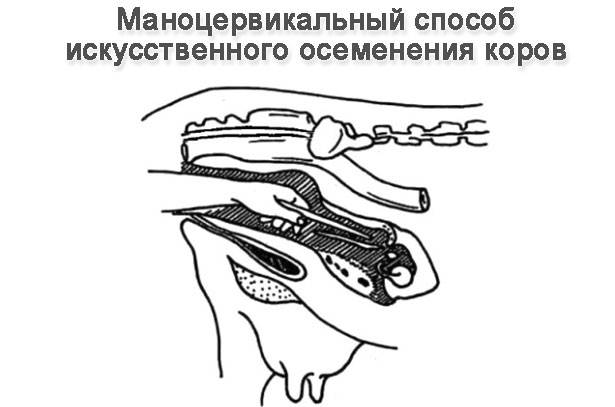 Маноцервикальный способ
искусственного осеменения коров